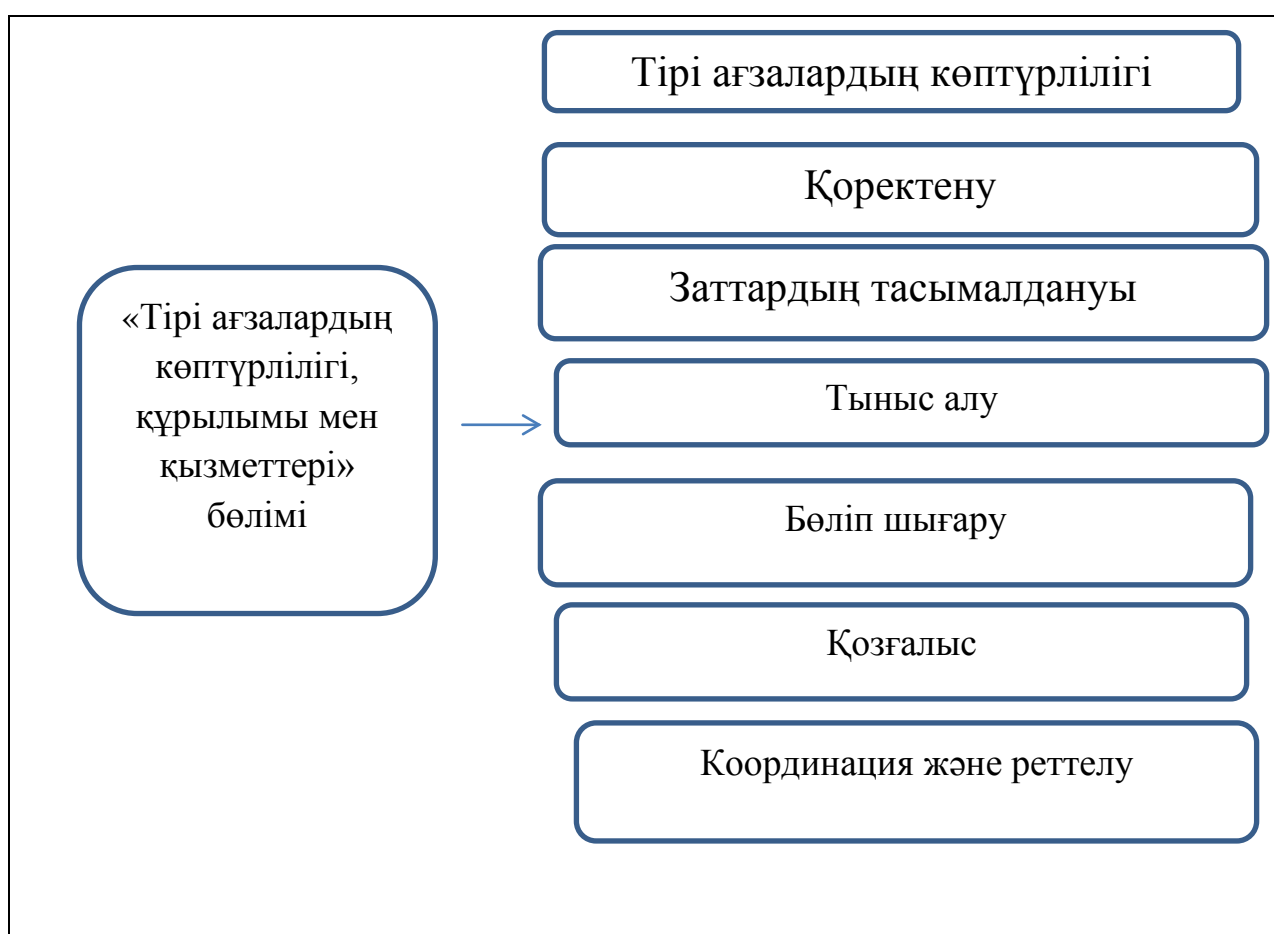 Тірі ағзалардың көптүрлілігі
Қоректену
Заттардың тасымалдануы
«Тірі ағзалардың
көптүрлілігі,
құрылымы мен
қызметтері»
бөлімі
Тыныс алу
Бөліп шығару
Қозғалыс
Координация және реттелу